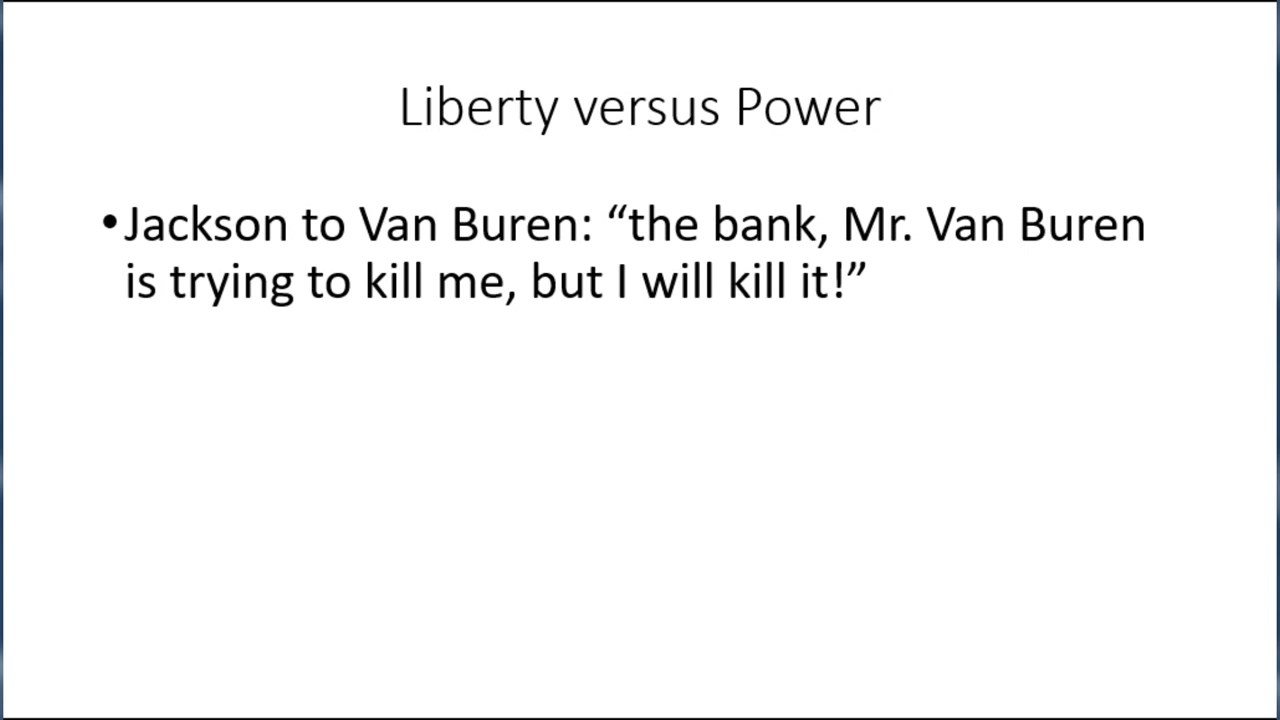 Liberty versus Power
•Jackson to Van Buren: “the bank, Mr. Van Buren
is trying to kill me, but I will kill it!”